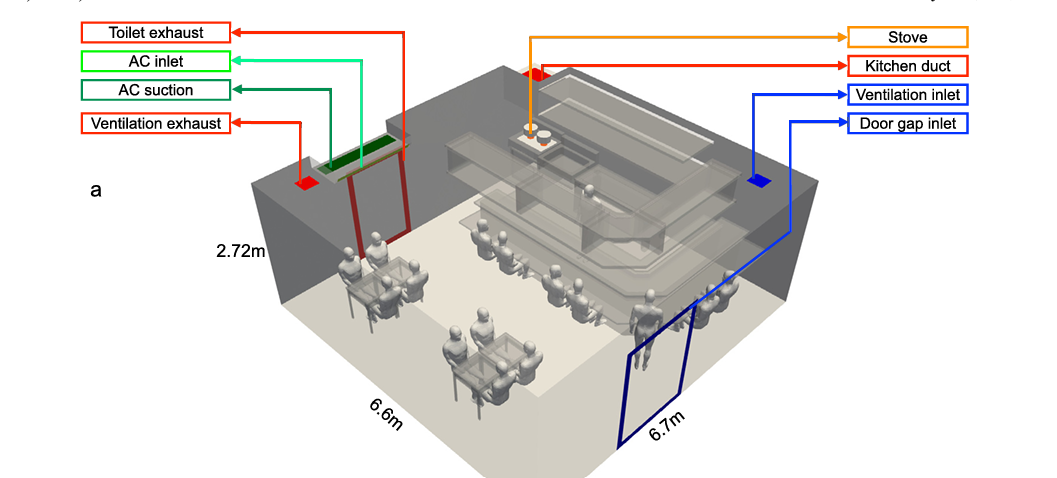 Toilet exhaust
AC inlet
AC suction
Ventilation exhaust
Stove
Kitchen duct
Ventilation inlet
Door gap inlet
a
2.72m
6.6m
6.7m